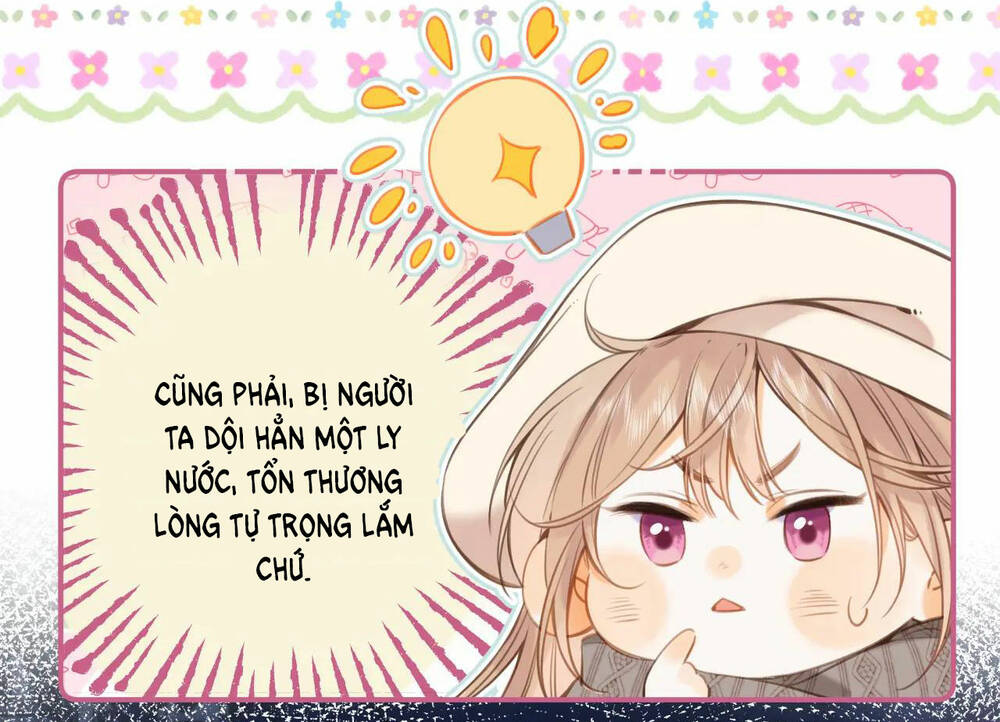 CŨNG PHẢI, BỊ NGƯỜI
TA DỘI HẲN MỘT LY
NƯỚC, TỔN THƯƠNG
LÒNG TỰ TRỌNG LẮM
CHỨ.